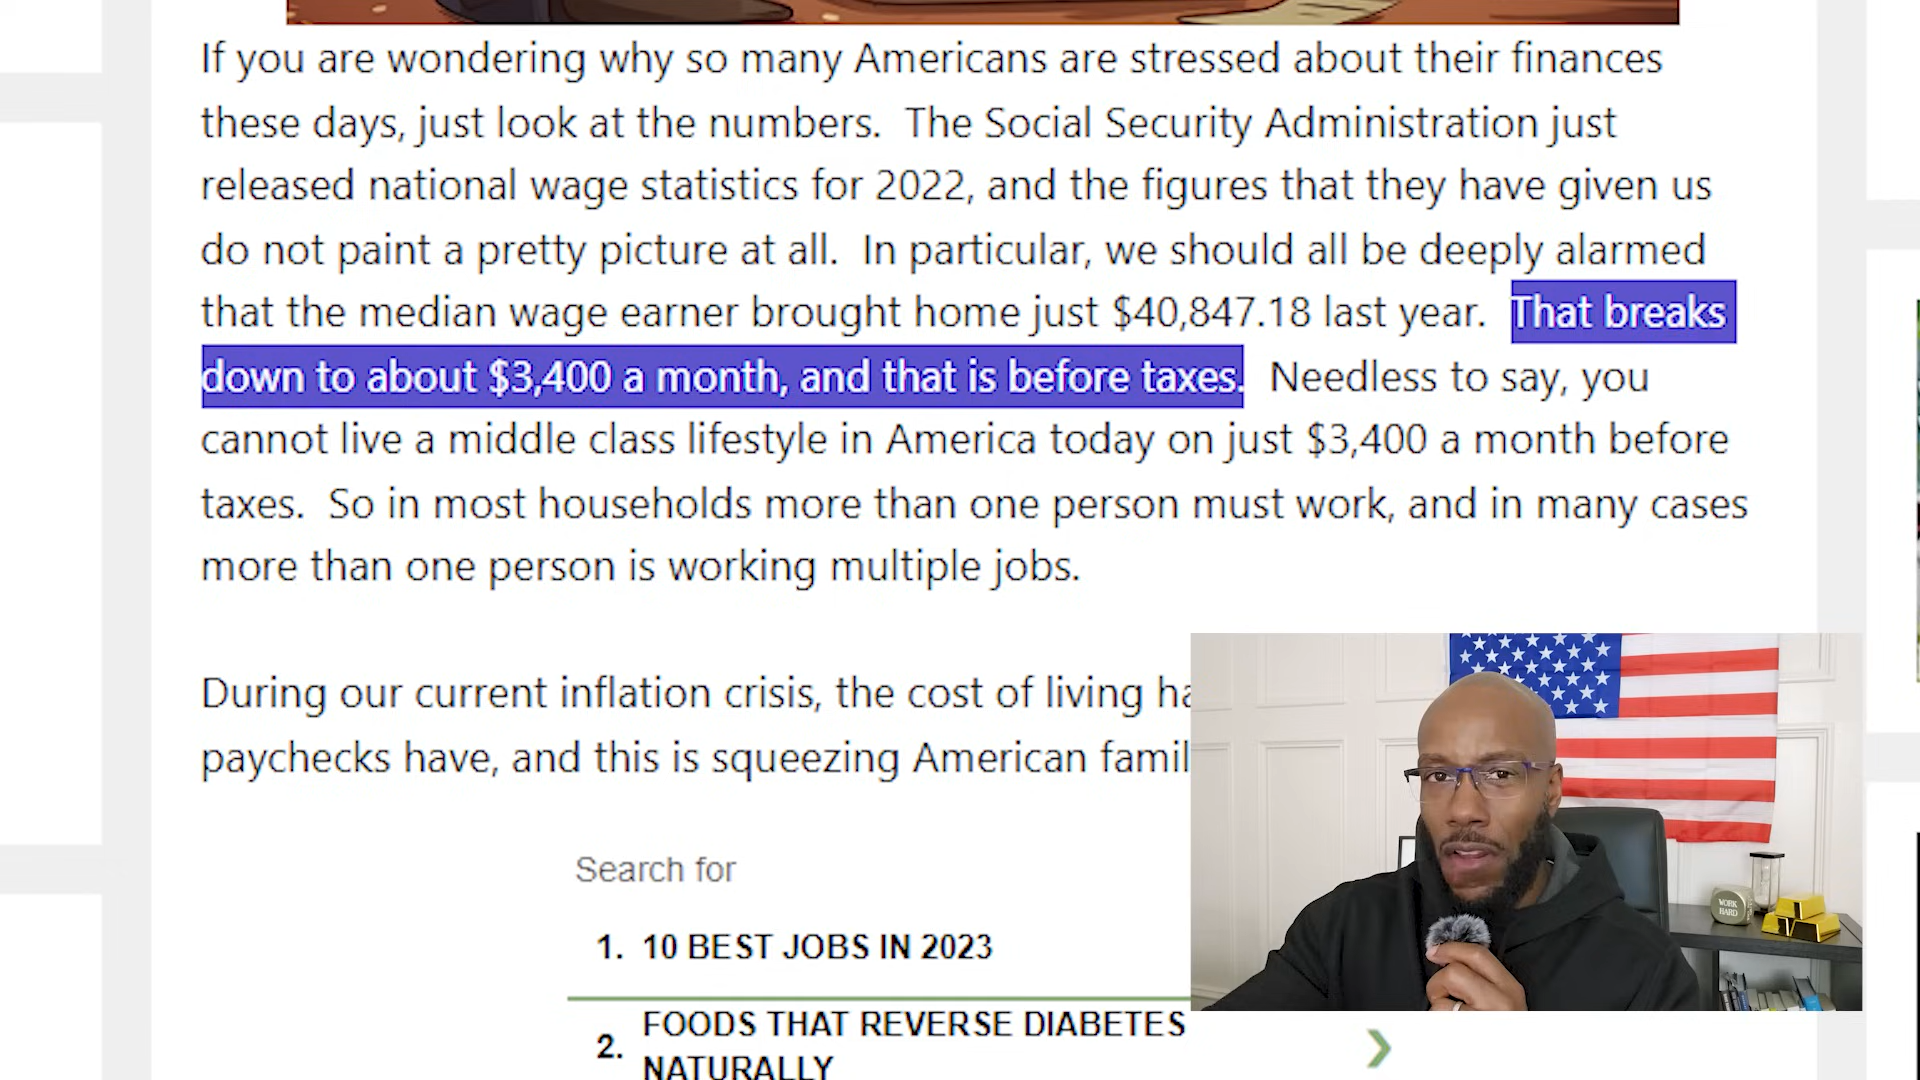 If you are wondering why so many Americans are stressed about their finances
these days, just look at the numbers.  The Social Security Administration just
released national wage statistics for 2022, and the figures that they have given us
do not paint a pretty picture at all.  In particular, we should all be deeply alarmed
that the median wage earner brought home just $40,847.18 last year.  That breaks
down to about $3,400 a month, and that is before taxes.  Needless to say, you
cannot live a middle class lifestyle in America today on just $3,400 a month before
taxes.  So in most households more than one person must work, and in many cases
more than one person is working multiple jobs.
During our current inflation crisis, the cost of living ha
paychecks have, and this is squeezing American famil
Search for
1. 10 BEST JOBS IN 2023
2. FOODS THAT REVERSE DIABETES
NATURALLY
WORK
HARD